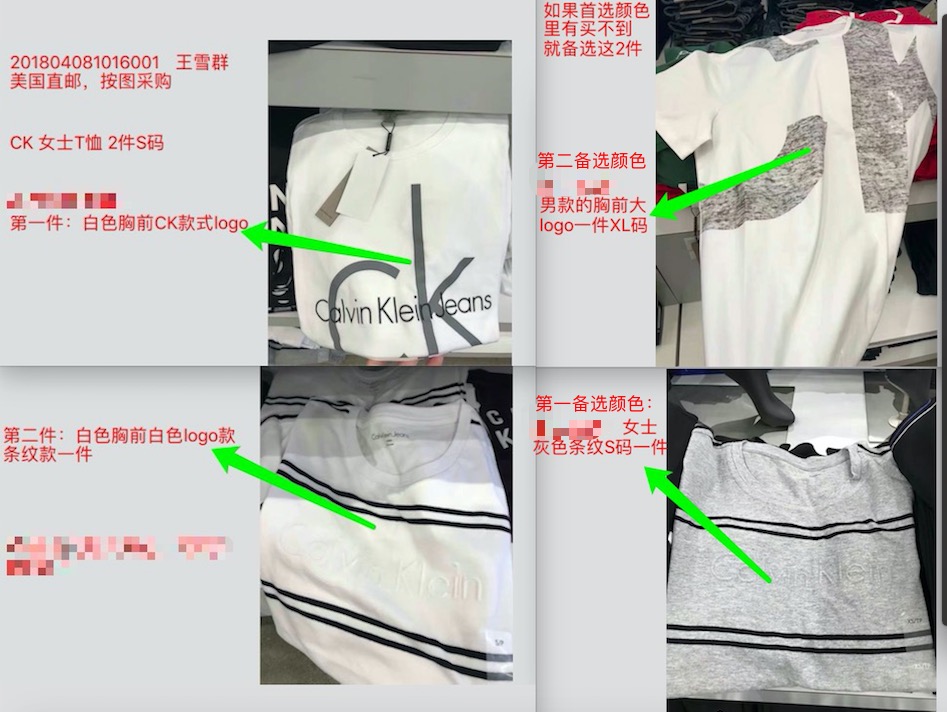 201804081016001 王雪群
美国直邮，按图采购
CK 女士T恤 2件S码
第一件：白色胸前CK款式logo
ck
Calvin Klein Jeans
如果首选颜色
里有买不到
就备选这2件
第二备选颜色
男款的胸前大
logo一件XL码
第二件：白色胸前白色logo款
条纹款一件
Calvin Klein Jeans
Calvin Klein
C
K
第一备选颜色：
女士
灰色条纹S码一件
Calvin Klein